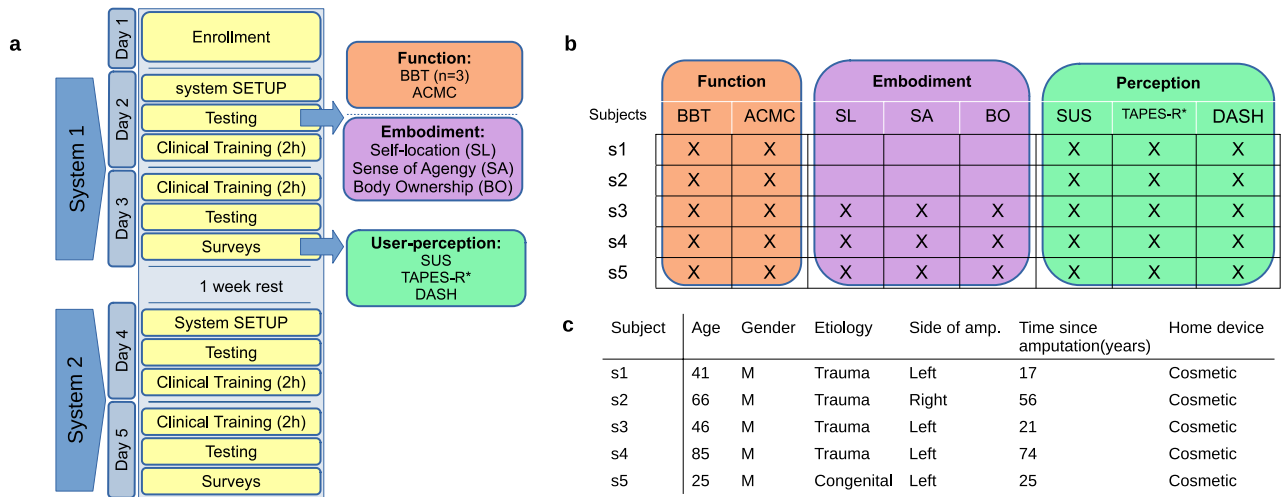 a
Day 1
Enrollment
System 1
Day 2
system SETUP
Testing
Clinical Training (2h)
Day 3
Clinical Training (2h)
Testing
Surveys
1 week rest
System 2
Day 4
System SETUP
Testing
Clinical Training (2h)
Day 5
Clinical Training (2h)
Testing
Surveys
Function:
BBT (n=3)
ACMC
Embodiment:
Self-location (SL)
Sense of Agengy (SA)
Body Ownership (BO)
User-perception:
SUS
TAPES-R*
DASH
b
Function Embodiment Perception
Subjects BBT ACMC SL SA BO SUS TAPES-R* DASH
s1 X X X X X
s2 X X X X X
s3 X X X X X X X X
s4 X X X X X X X X
s5 X X X X X X X X
c
Subject Age Gender Etiology Side of amp. Time since amputation(years) Home device
s1 41 M Trauma Left 17 Cosmetic
s2 66 M Trauma Right 56 Cosmetic
s3 46 M Trauma Left 21 Cosmetic
s4 85 M Trauma Left 74 Cosmetic
s5 25 M Congenital Left 25 Cosmetic